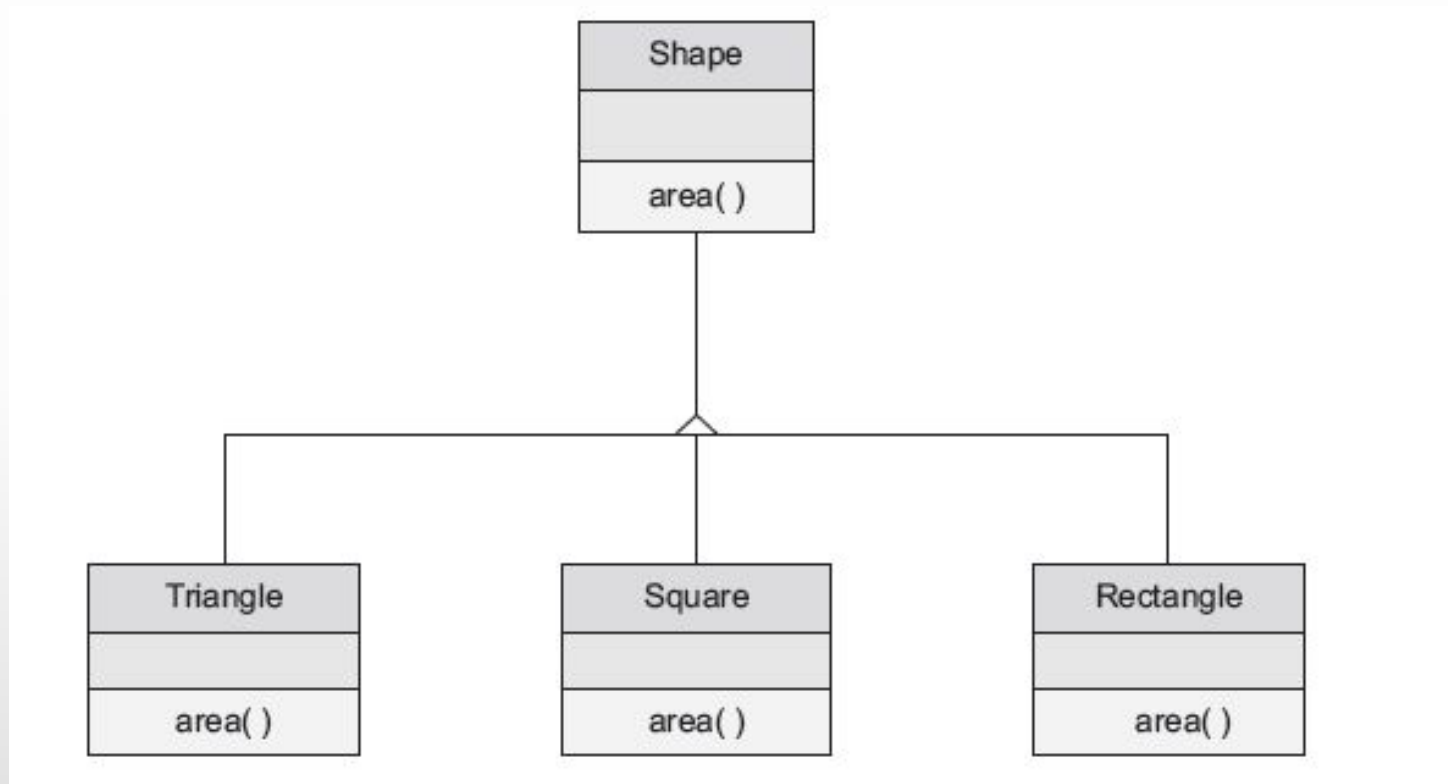 Shape
area( )
Triangle
Square
Rectangle
area( )
area( )
area( )